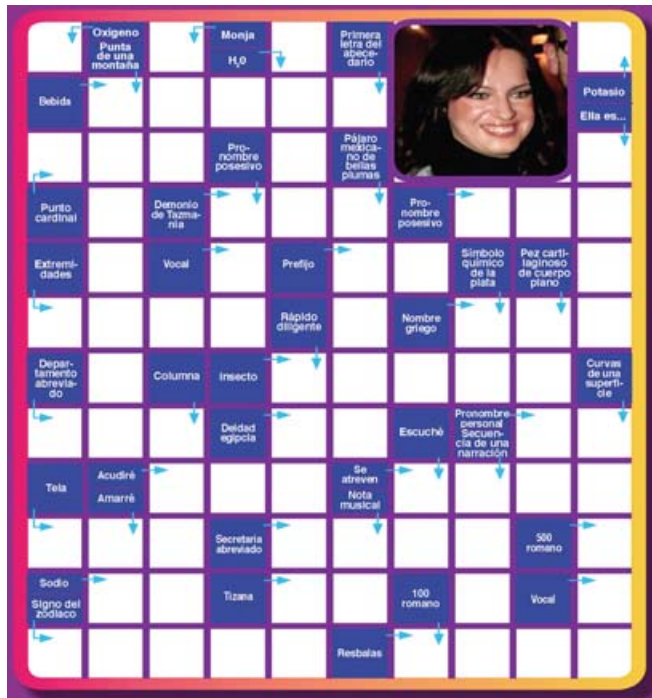 Oxígeno
Punta
de una
montaña
Monja
H₂0
Primera
letra del
abece-
dario
Bebida
Potasio
Ella es...
Pro-
nombre
posesivo
Pájaro
mexica-
no de
bellas
plumas
Punto
cardinal
Demonio
de Tazma-
nia
Pro-
nombre
posesivo
Extremi-
dades
Vocal
Prefijo
Símbolo
químico
de la
plata
Pez carti-
laginoso
de cuerpo
plano
Rápido
diligente
Nombre
griego
Depar-
tamento
abrevia-
do
Columna
Insecto
Curvas
de una
superfi-
cie
Deidad
egipcia
Escuché
Pronombre
personal
Secuen-
cia de una
narración
Tela
Acudiré
Amarré
Se
atreven
Nota
musical
Secretaria
abreviado
500
romano
Sodio
Signo del
zodiaco
Tizana
100
romano
Vocal
Resbalas